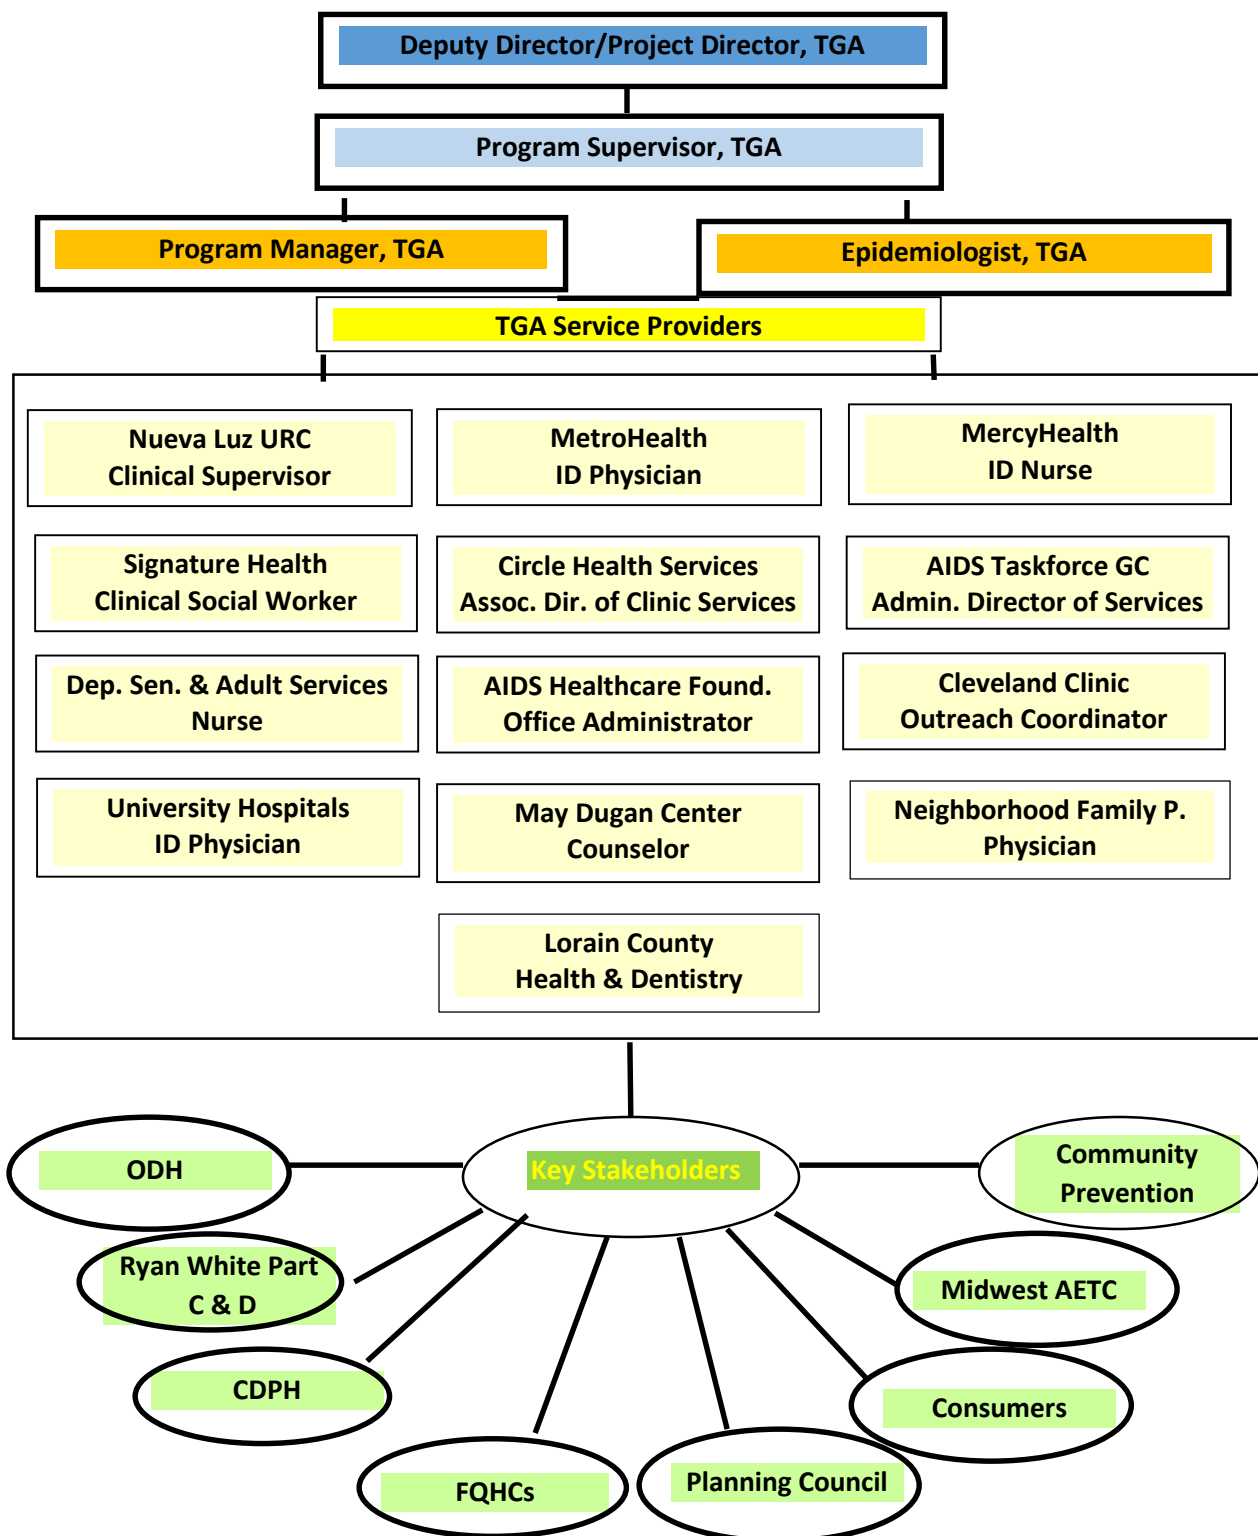 Deputy Director/Project Director, TGA
Program Supervisor, TGA
Program Manager, TGA
Epidemiologist, TGA
TGA Service Providers
Nueva Luz URC
Clinical Supervisor
MetroHealth
ID Physician
MercyHealth
ID Nurse
Signature Health
Clinical Social Worker
Circle Health Services
Assoc. Dir. of Clinic Services
AIDS Taskforce GC
Admin. Director of Services
Dep. Sen. & Adult Services
Nurse
AIDS Healthcare Found.
Office Administrator
Cleveland Clinic
Outreach Coordinator
University Hospitals
ID Physician
May Dugan Center
Counselor
Neighborhood Family P.
Physician
Lorain County
Health & Dentistry
ODH
Key Stakeholders
Community
Prevention
Ryan White Part
C & D
Midwest AETC
CDPH
Consumers
FQHCs
Planning Council